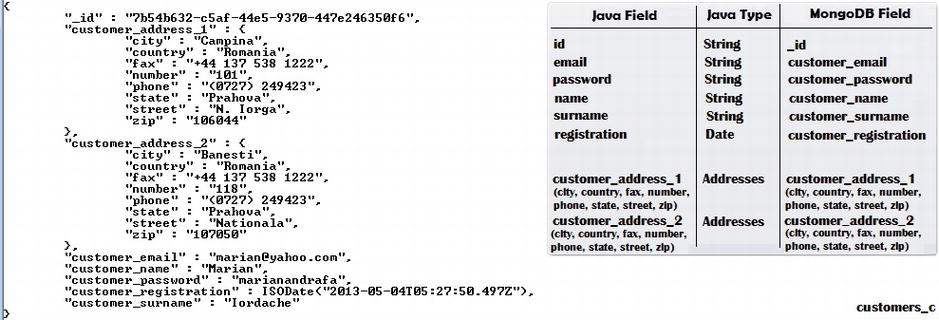 {
"_id" : "7b54b632-c5af-44e5-9370-447e246350f6",
"customer_address_1" : {
"city" : "Campina",
"country" : "Romania",
"fax" : "+44 137 538 1222",
"number" : "101",
"phone" : "(0727) 249423",
"state" : "Prahova",
"street" : "N. Iorga",
"zip" : "106044"
},
"customer_address_2" : {
"city" : "Banesti",
"country" : "Romania",
"fax" : "+44 137 538 1222",
"number" : "118",
"phone" : "(0727) 249423",
"state" : "Prahova",
"street" : "Nationala",
"zip" : "107050"
},
"customer_email" : "marian@yahoo.com",
"customer_name" : "Marian",
"customer_password" : "marianandrafa",
"customer_registration" : ISODate("2013-05-04T05:27:50.497Z"),
"customer_surname" : "Iordache"
}
Java Field Java Type MongoDB Field
id String _id
email String customer_email
password String customer_password
name String customer_name
surname String customer_surname
registration Date customer_registration
customer_address_1 Addresses customer_address_1
(city, country, fax, number, (city, country, fax, number,
phone, state, street, zip) phone, state, street, zip)
customer_address_2 Addresses customer_address_2
(city, country, fax, number, (city, country, fax, number,
phone, state, street, zip) phone, state, street, zip)
customers_c